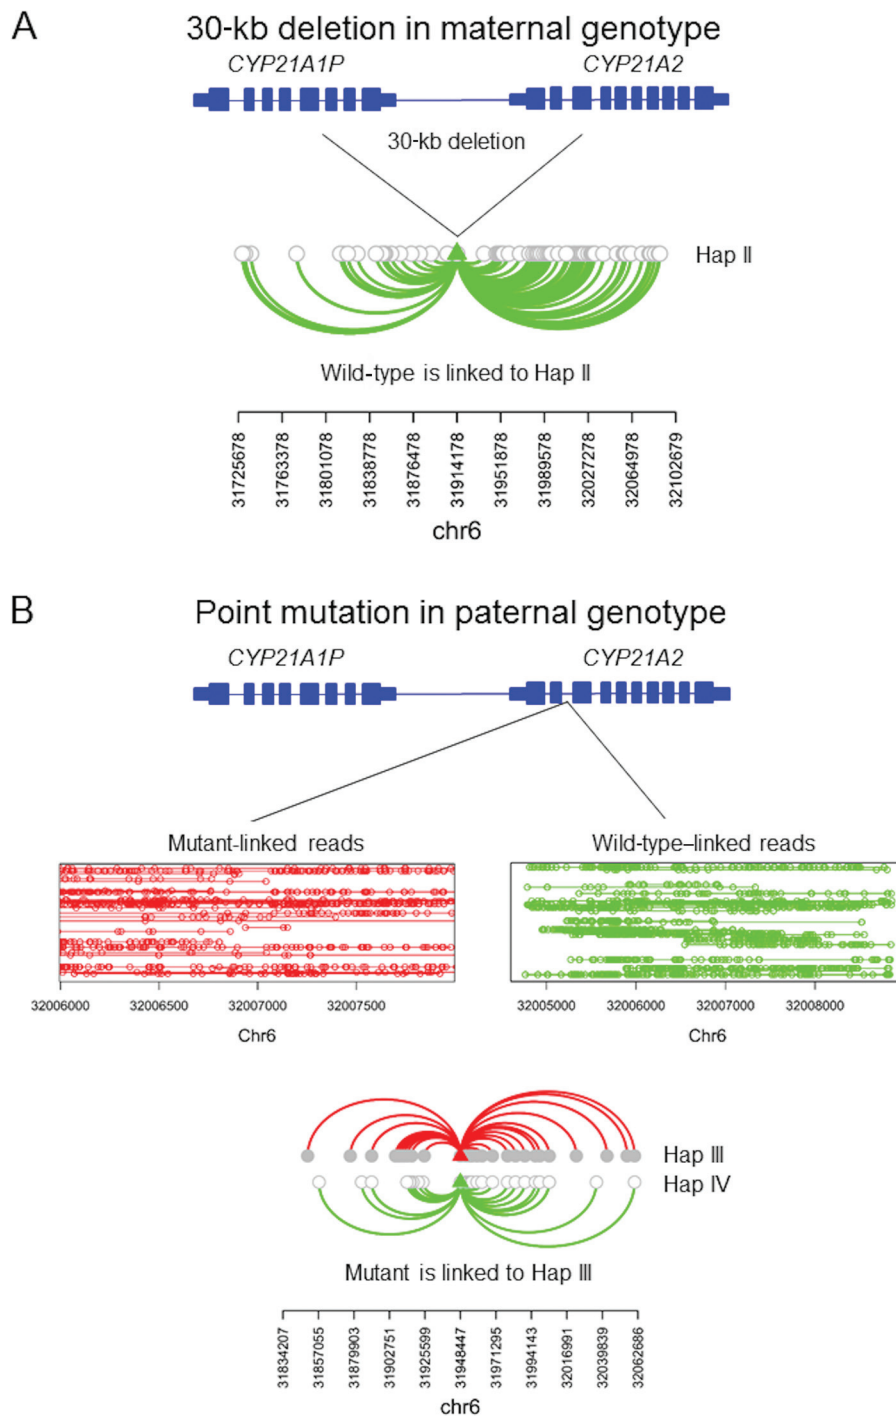 A
30-kb deletion in maternal genotype
CYP21A1P CYP21A2
30-kb deletion
Hap II
Wild-type is linked to Hap II
31725678 31763378 31801078 31838778 31876478 31914178 31951878 31989578 32027278 32064978 32102679
chr6
B
Point mutation in paternal genotype
CYP21A1P CYP21A2
Mutant-linked reads Wild-type–linked reads
32006000 32006500 32007000 32007500 32005000 32006000 32007000 32008000
Chr6 Chr6
Hap III
Hap IV
Mutant is linked to Hap III
31834207 31857055 31879903 31902751 31925599 31948447 31971295 31994143 32016991 32039839 32062686
chr6